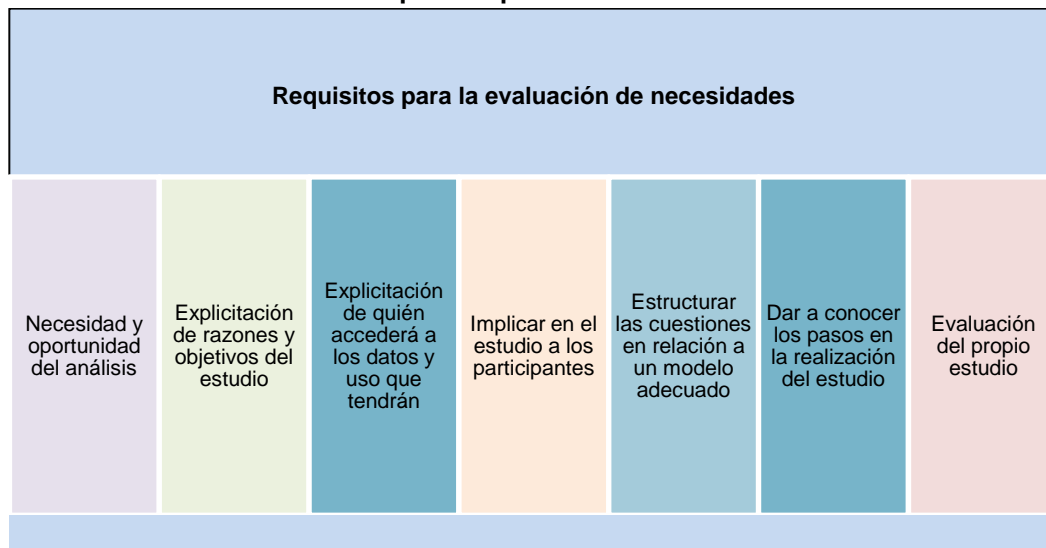 Requisitos para la evaluación de necesidades
Necesidad y
oportunidad
del análisis
Explicitación
de razones y
objetivos del
estudio
Explicitación
de quién
accederá a
los datos y
uso que
tendrán
Implicar en el
estudio a los
participantes
Estructurar
las cuestiones
en relación a
un modelo
adecuado
Dar a conocer
los pasos en
la realización
del estudio
Evaluación
del propio
estudio